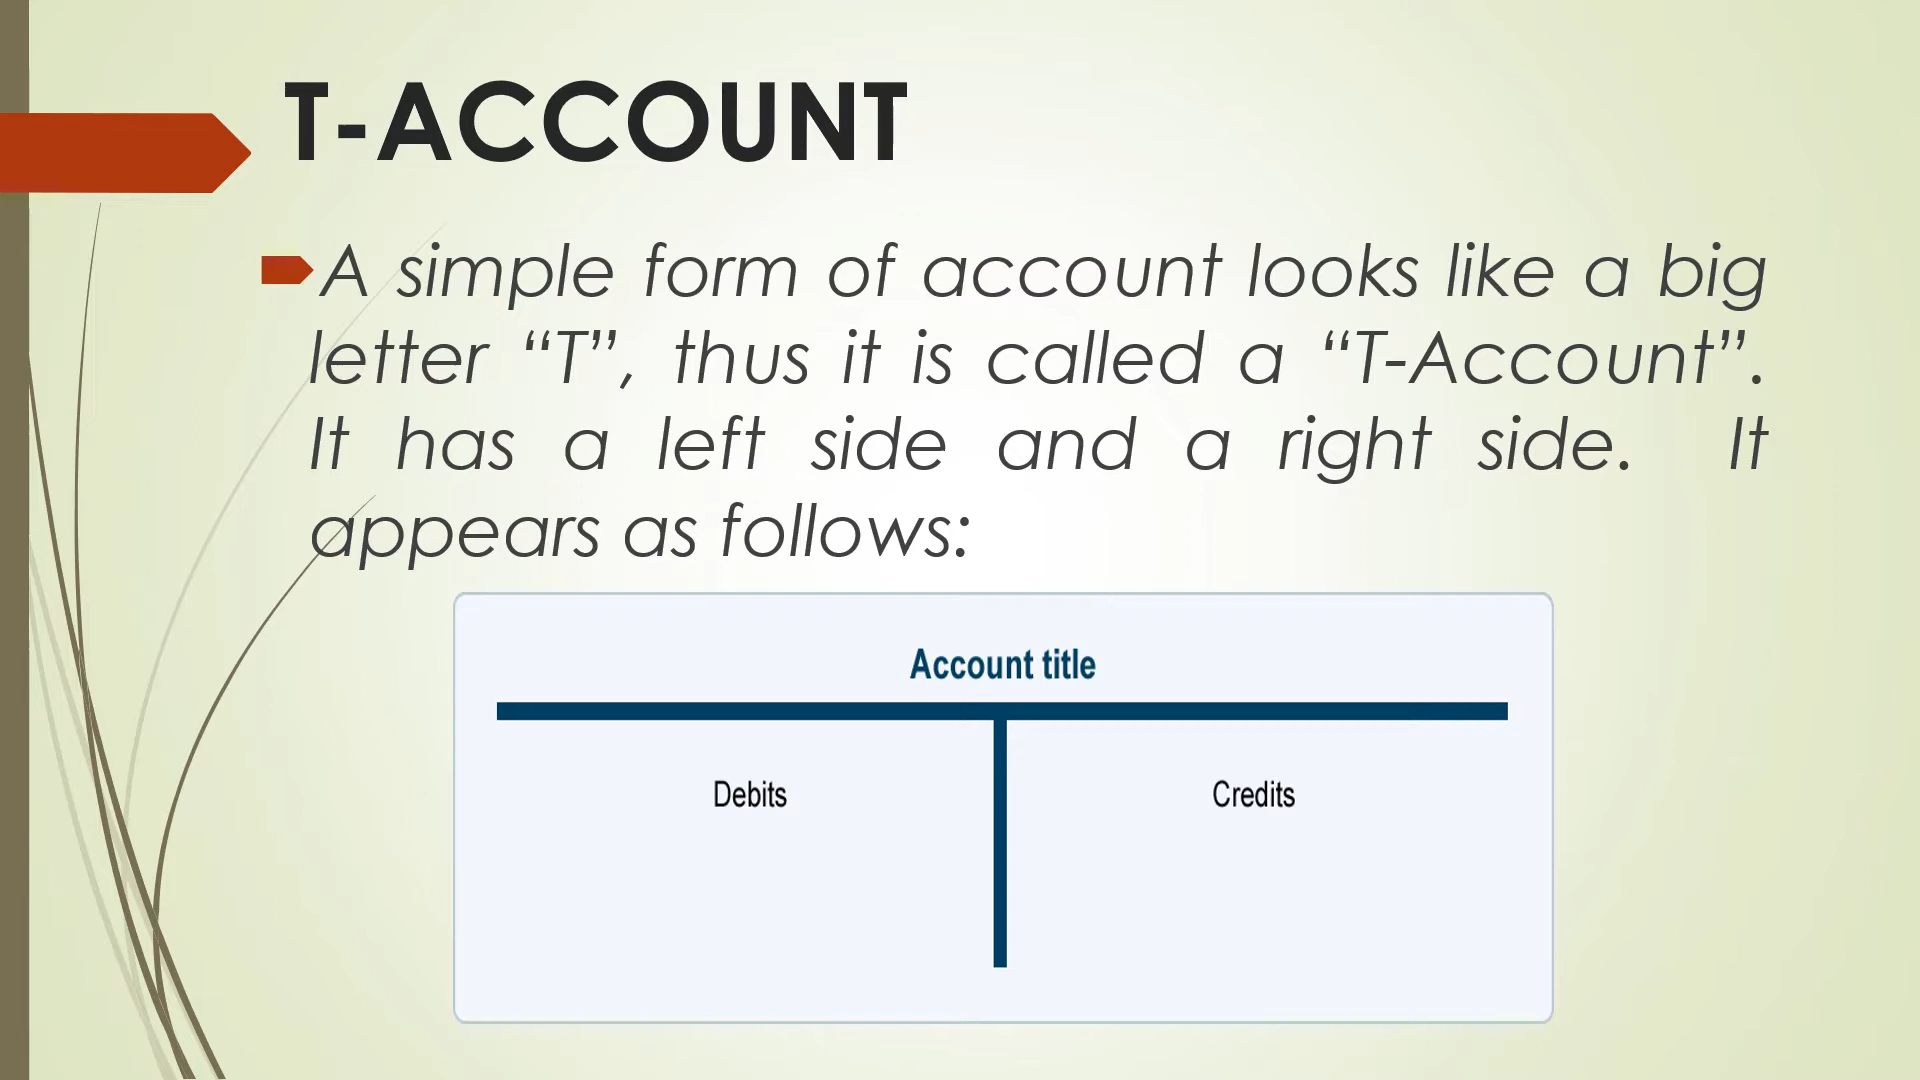 T-ACCOUNT
A simple form of account looks like a big
letter “T”, thus it is called a “T-Account”.
It has a left side and a right side. It
appears as follows:
Account title
Debits
Credits